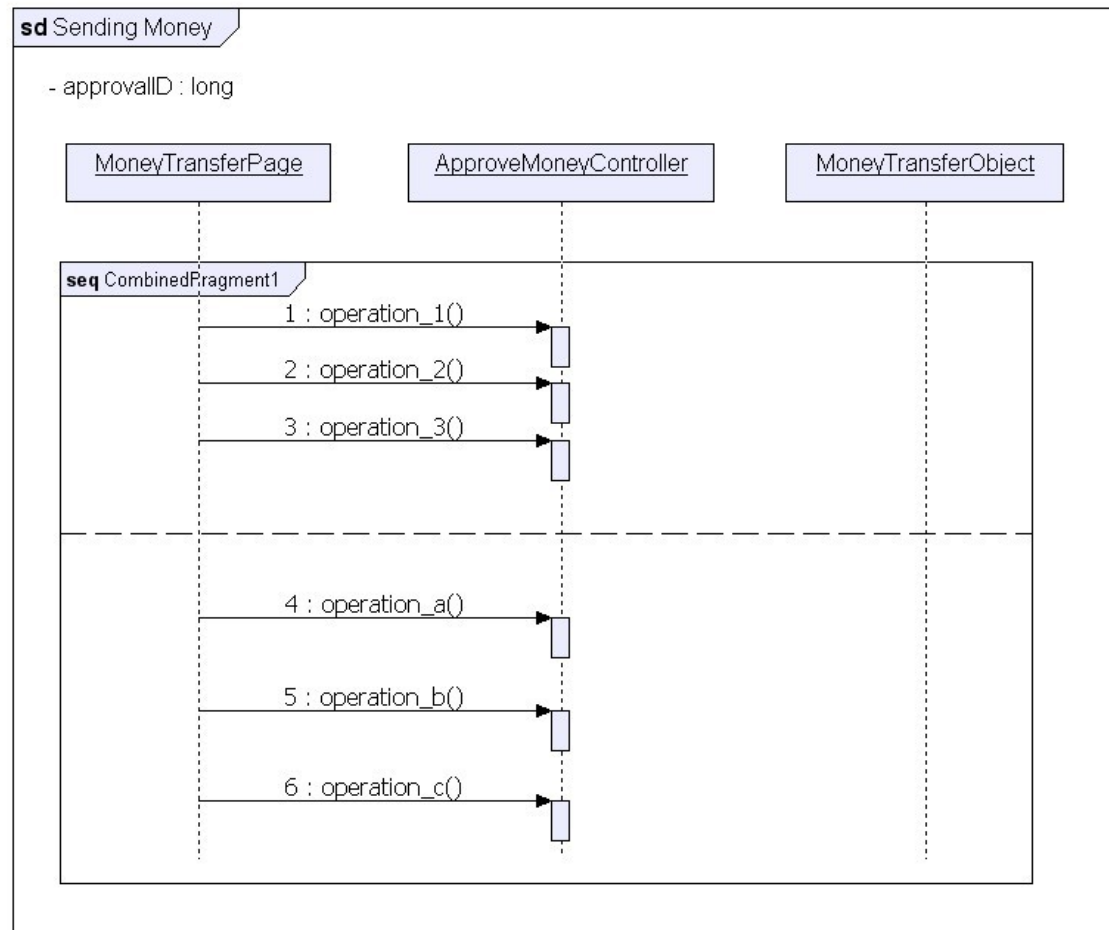 sd Sending Money
- approvalID : long
MoneyTransferPage
ApproveMoneyController
MoneyTransferObject
seq CombinedFragment1
1 : operation_1()
2 : operation_2()
3 : operation_3()
4 : operation_a()
5 : operation_b()
6 : operation_c()